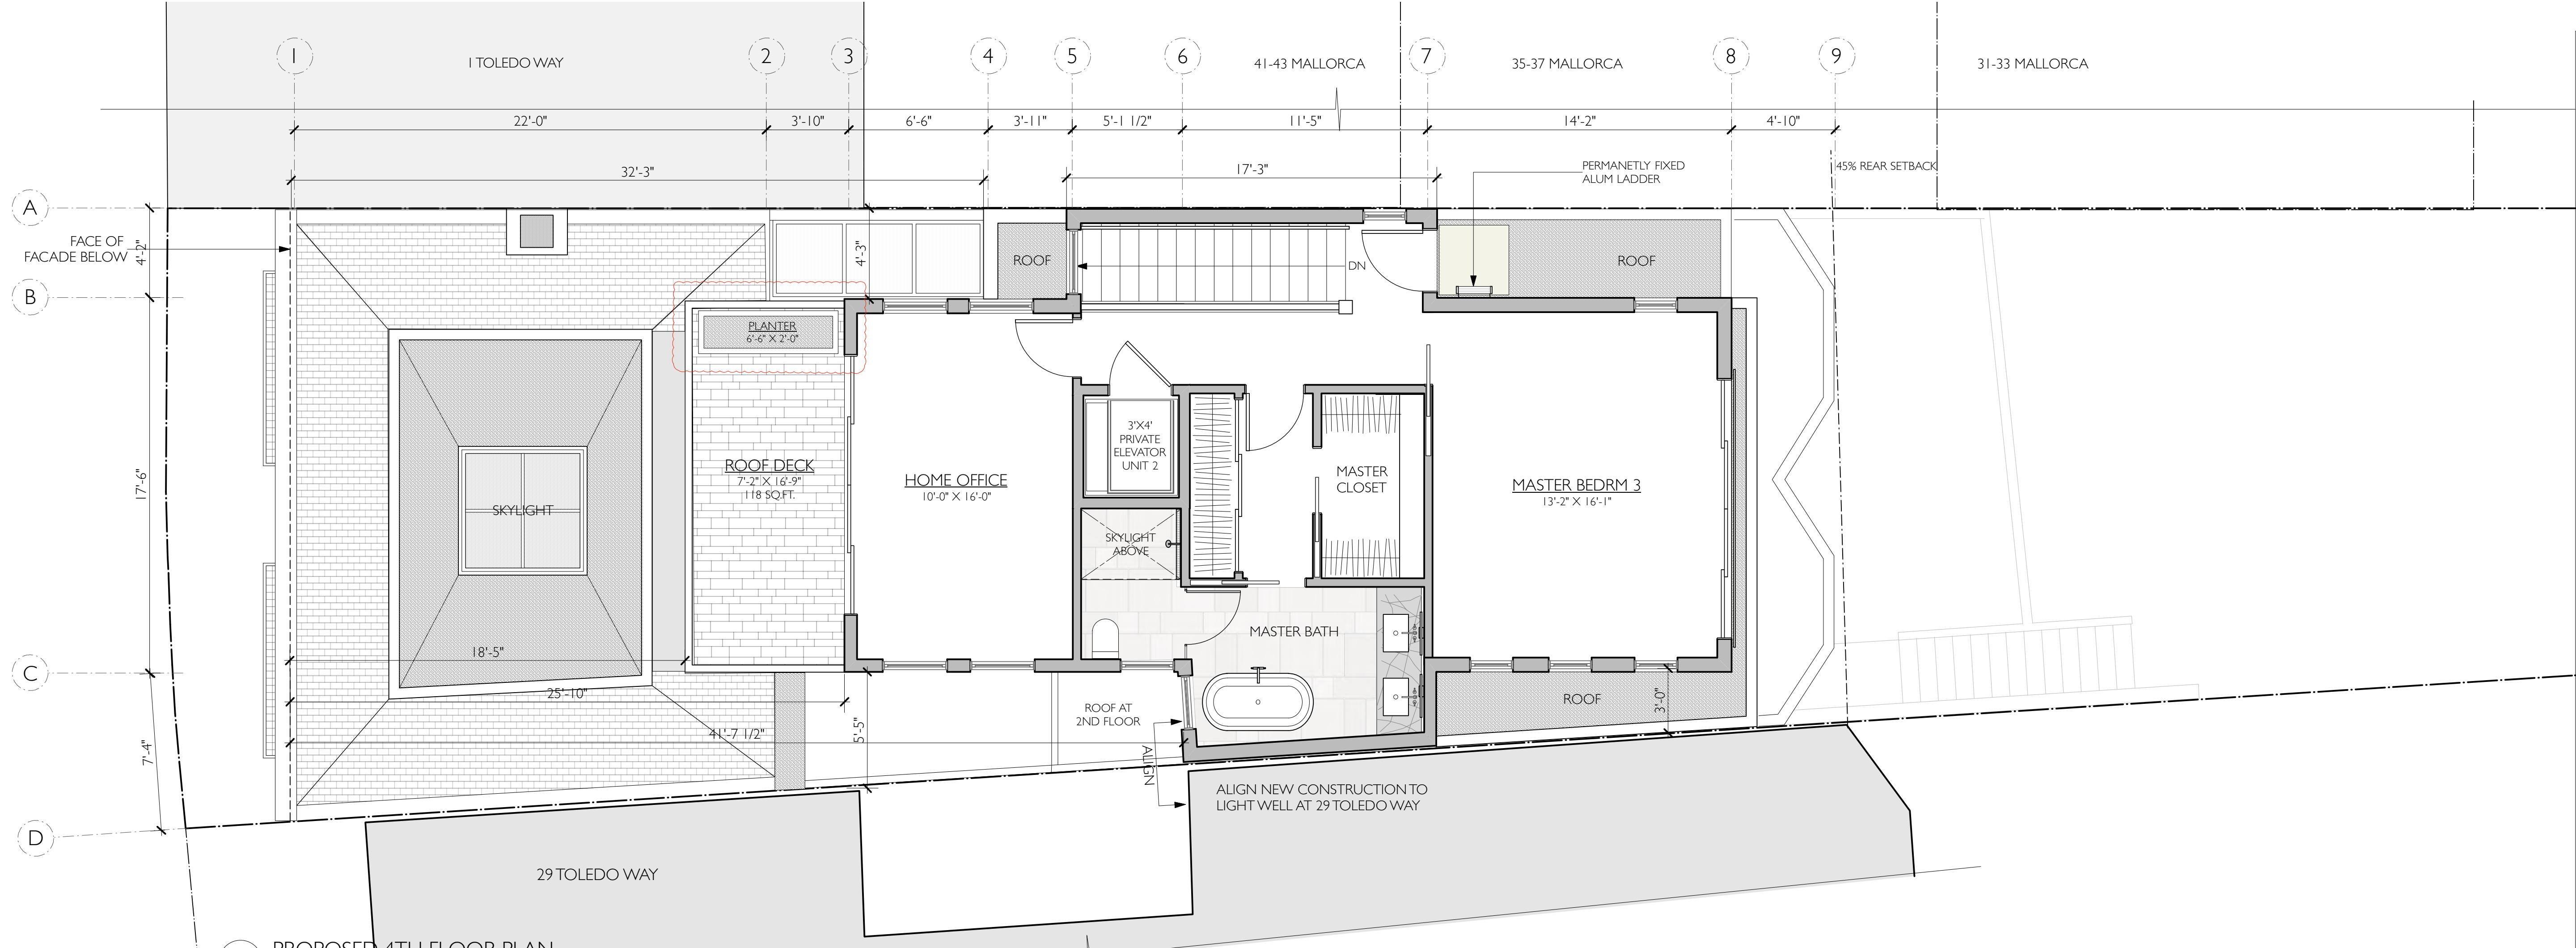 1 TOLEDO WAY
41-43 MALLORCA
35-37 MALLORCA
31-33 MALLORCA
1
2
3
4
5
6
7
8
9
22'-0"
3'-10"
6'-6"
3'-11"
5'-1 1/2"
11'-5"
14'-2"
4'-10"
32'-3"
17'-3"
PERMANETLY FIXED
ALUM LADDER
45% REAR SETBACK
A
FACE OF
FACADE BELOW
4'-2"
4'-3"
ROOF
DN
ROOF
B
PLANTER
6'-6" X 2'-0"
17'-6"
SKYLIGHT
ROOF DECK
7'-2" X 16'-9"
118 SQ.FT.
HOME OFFICE
10'-0" X 16'-0"
3'X4'
PRIVATE
ELEVATOR
UNIT 2
SKYLIGHT
ABOVE
MASTER
CLOSET
MASTER BEDRM 3
13'-2" X 16'-1"
MASTER BATH
C
18'-5"
25'-10"
41'-7 1/2"
5'-5"
7'-4"
ROOF AT
2ND FLOOR
ALIGN
ROOF
3'-0"
ALIGN NEW CONSTRUCTION TO
LIGHT WELL AT 29 TOLEDO WAY
D
29 TOLEDO WAY
PROPOSED 4TH FLOOR PLAN